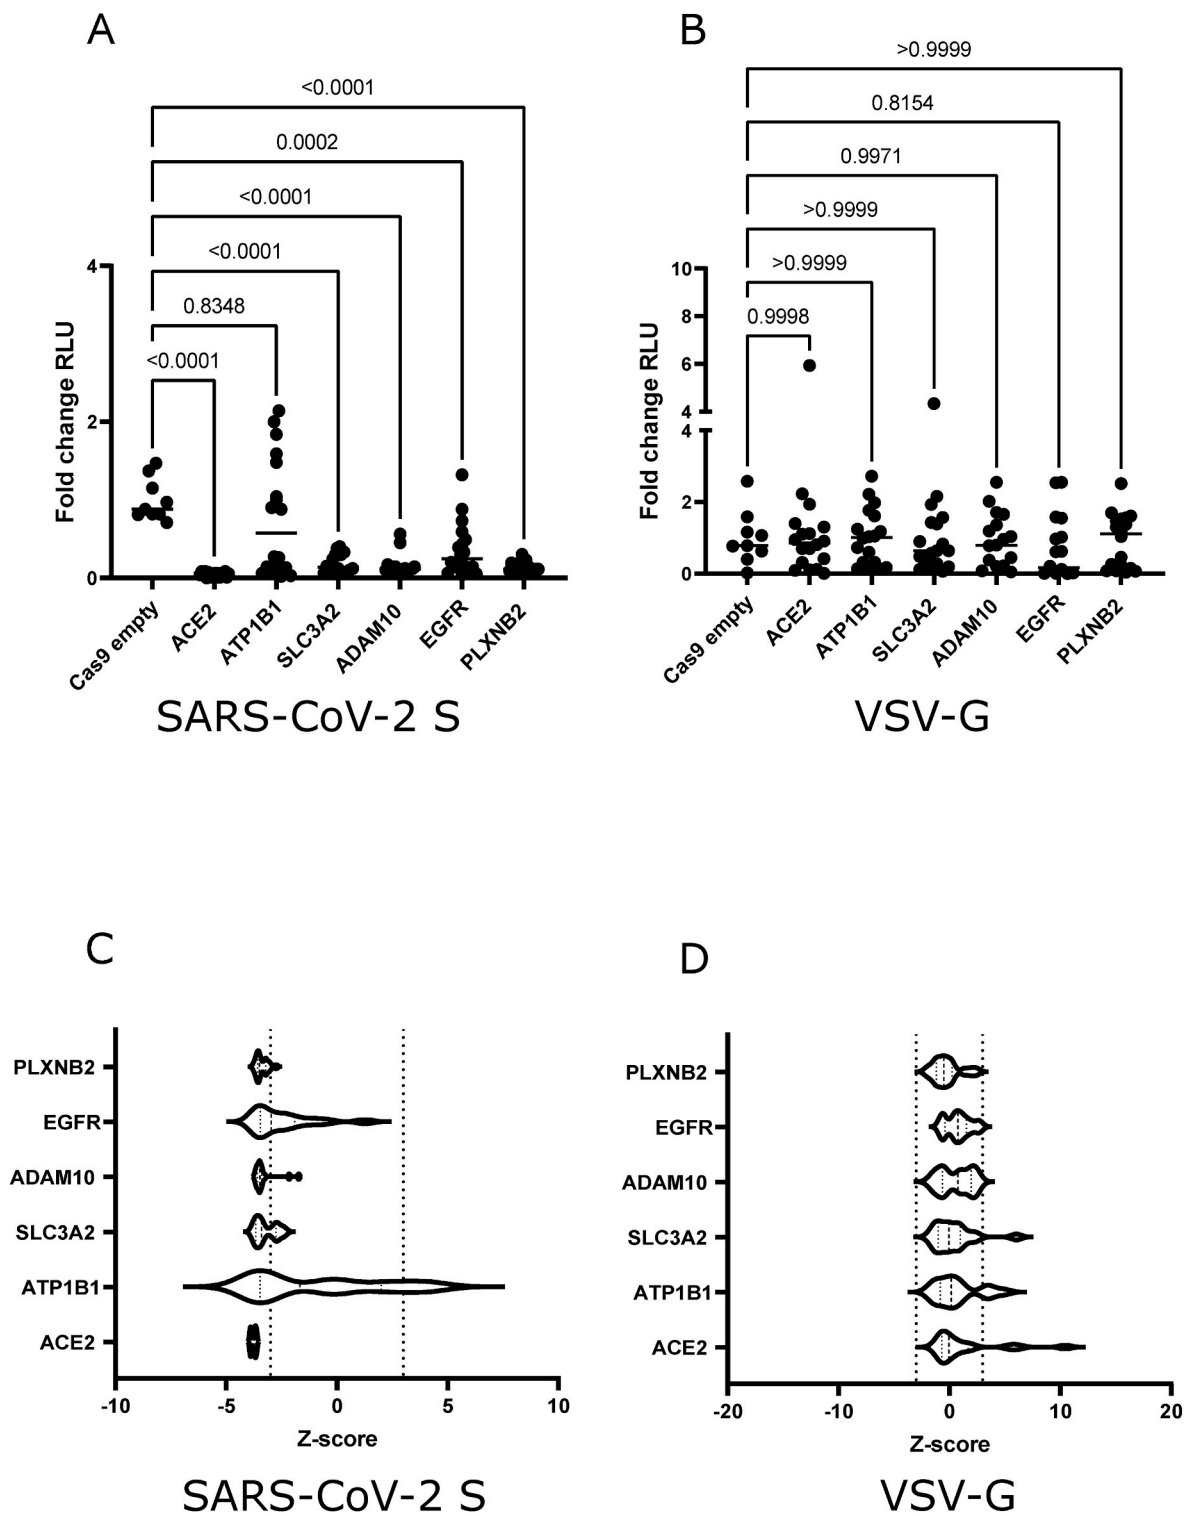 A
<0.0001
0.0002
<0.0001
<0.0001
0.8348
<0.0001
4
2
0
Fold change RLU
Cas9 empty
ACE2
ATP1B1
SLC3A2
ADAM10
EGFR
PLXNB2
SARS-CoV-2 S
B
>0.9999
0.8154
0.9971
>0.9999
>0.9999
0.9998
10
8
6
4
4
2
0
Fold change RLU
Cas9 empty
ACE2
ATP1B1
SLC3A2
ADAM10
EGFR
PLXNB2
VSV-G
C
PLXNB2
EGFR
ADAM10
SLC3A2
ATP1B1
ACE2
-10 -5 0 5 10
Z-score
SARS-CoV-2 S
D
PLXNB2
EGFR
ADAM10
SLC3A2
ATP1B1
ACE2
-20 -10 0 10 20
Z-score
VSV-G